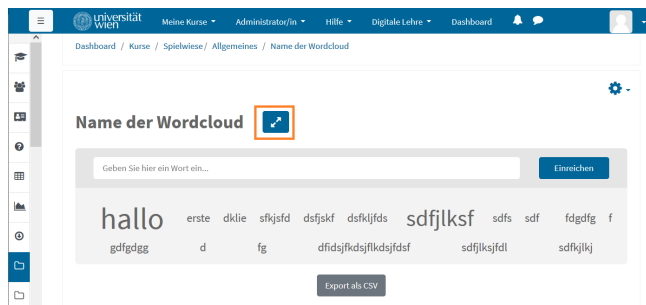 universität wien Meine Kurse Administrator/in Hilfe Digitale Lehre Dashboard
Dashboard / Kurse / Spielwiese / Allgemeines / Name der Wordcloud
Name der Wordcloud
Geben Sie hier ein Wort ein... Einreichen
hallo erste dklie sfkjsfd dsfjskf dsfkljfds sdfjlksf sdfs sdf fdgdfg f
gdfgdgg d fg dfidsjfkdsjflkdsjfdsf sdfjlksjfdl sdfkjlkj
Export als CSV